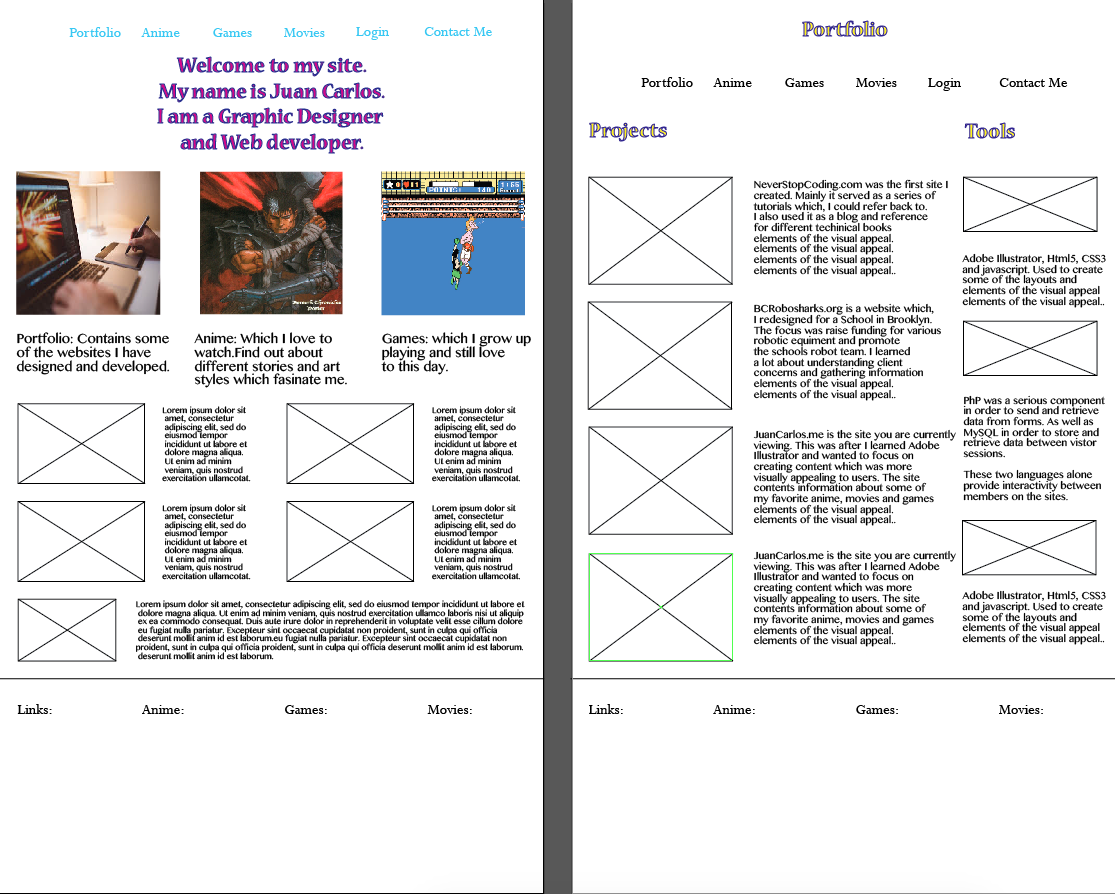 Portfolio Anime Games Movies Login Contact Me
Welcome to my site.
My name is Juan Carlos.
I am a Graphic Designer
and Web developer.
POINTS:
Portfolio: Contains some
of the websites I have
designed and developed.
Anime: Which I love to
watch.Find out about
different stories and art
styles which fasinate me.
Games: which I grow up
playing and still love
to this day.
Lorem ipsum dolor sit
amet, consectetur
adipiscing elit, sed do
eiusmod tempor
incididunt ut labore et
dolore magna aliqua.
Ut enim ad minim
veniam, quis nostrud
exercitation ullamcotat.
Lorem ipsum dolor sit
amet, consectetur
adipiscing elit, sed do
eiusmod tempor
incididunt ut labore et
dolore magna aliqua.
Ut enim ad minim
veniam, quis nostrud
exercitation ullamcotat.
Lorem ipsum dolor sit
amet, consectetur
adipiscing elit, sed do
eiusmod tempor
incididunt ut labore et
dolore magna aliqua.
Ut enim ad minim
veniam, quis nostrud
exercitation ullamcotat.
Lorem ipsum dolor sit
amet, consectetur
adipiscing elit, sed do
eiusmod tempor
incididunt ut labore et
dolore magna aliqua.
Ut enim ad minim
veniam, quis nostrud
exercitation ullamcotat.
Lorem ipsum dolor sit amet, consectetur adipiscing elit, sed do eiusmod tempor incididunt ut labore et
dolore magna aliqua. Ut enim ad minim veniam, quis nostrud exercitation ullamco laboris nisi ut aliquip
ex ea commodo consequat. Duis aute irure dolor in reprehenderit in voluptate velit esse cillum dolore
eu fugiat nulla pariatur. Excepteur sint occaecat cupidatat non proident, sunt in culpa qui officia
deserunt mollit anim id est laborum.eu fugiat nulla pariatur. Excepteur sint occaecat cupidatat non
proident, sunt in culpa qui officia proident, sunt in culpa qui officia deserunt mollit anim id est laborum.
deserunt mollit anim id est laborum.
Links: Anime: Games: Movies:
Portfolio
Portfolio Anime Games Movies Login Contact Me
Projects
NeverStopCoding.com was the first site I
created. Mainly it served as a series of
tutorials which, I could refer back to.
I also used it as a blog and reference
for different techinical books
elements of the visual appeal.
elements of the visual appeal.
elements of the visual appeal.
elements of the visual appeal..
BCRobosharks.org is a website which,
I redesigned for a School in Brooklyn.
The focus was raise funding for various
robotic equiment and promote
the schools robot team. I learned
a lot about understanding client
concerns and gathering information
elements of the visual appeal.
elements of the visual appeal..
JuanCarlos.me is the site you are currently
viewing. This was after I learned Adobe
Illustrator and wanted to focus on
creating content which was more
visually appealing to users. The site
contents information about some of
my favorite anime, movies and games
elements of the visual appeal.
elements of the visual appeal..
JuanCarlos.me is the site you are currently
viewing. This was after I learned Adobe
Illustrator and wanted to focus on
creating content which was more
visually appealing to users. The site
contents information about some of
my favorite anime, movies and games
elements of the visual appeal.
elements of the visual appeal..
Tools
Adobe Illustrator, Html5, CSS3
and javascript. Used to create
some of the layouts and
elements of the visual appeal
elements of the visual appeal..
PhP was a serious component
in order to send and retrieve
data from forms. As well as
MySQL in order to store and
retrieve data between vistor
sessions.
These two languages alone
provide interactivity between
members on the sites.
Adobe Illustrator, Html5, CSS3
and javascript. Used to create
some of the layouts and
elements of the visual appeal
elements of the visual appeal..
Links: Anime: Games: Movies: